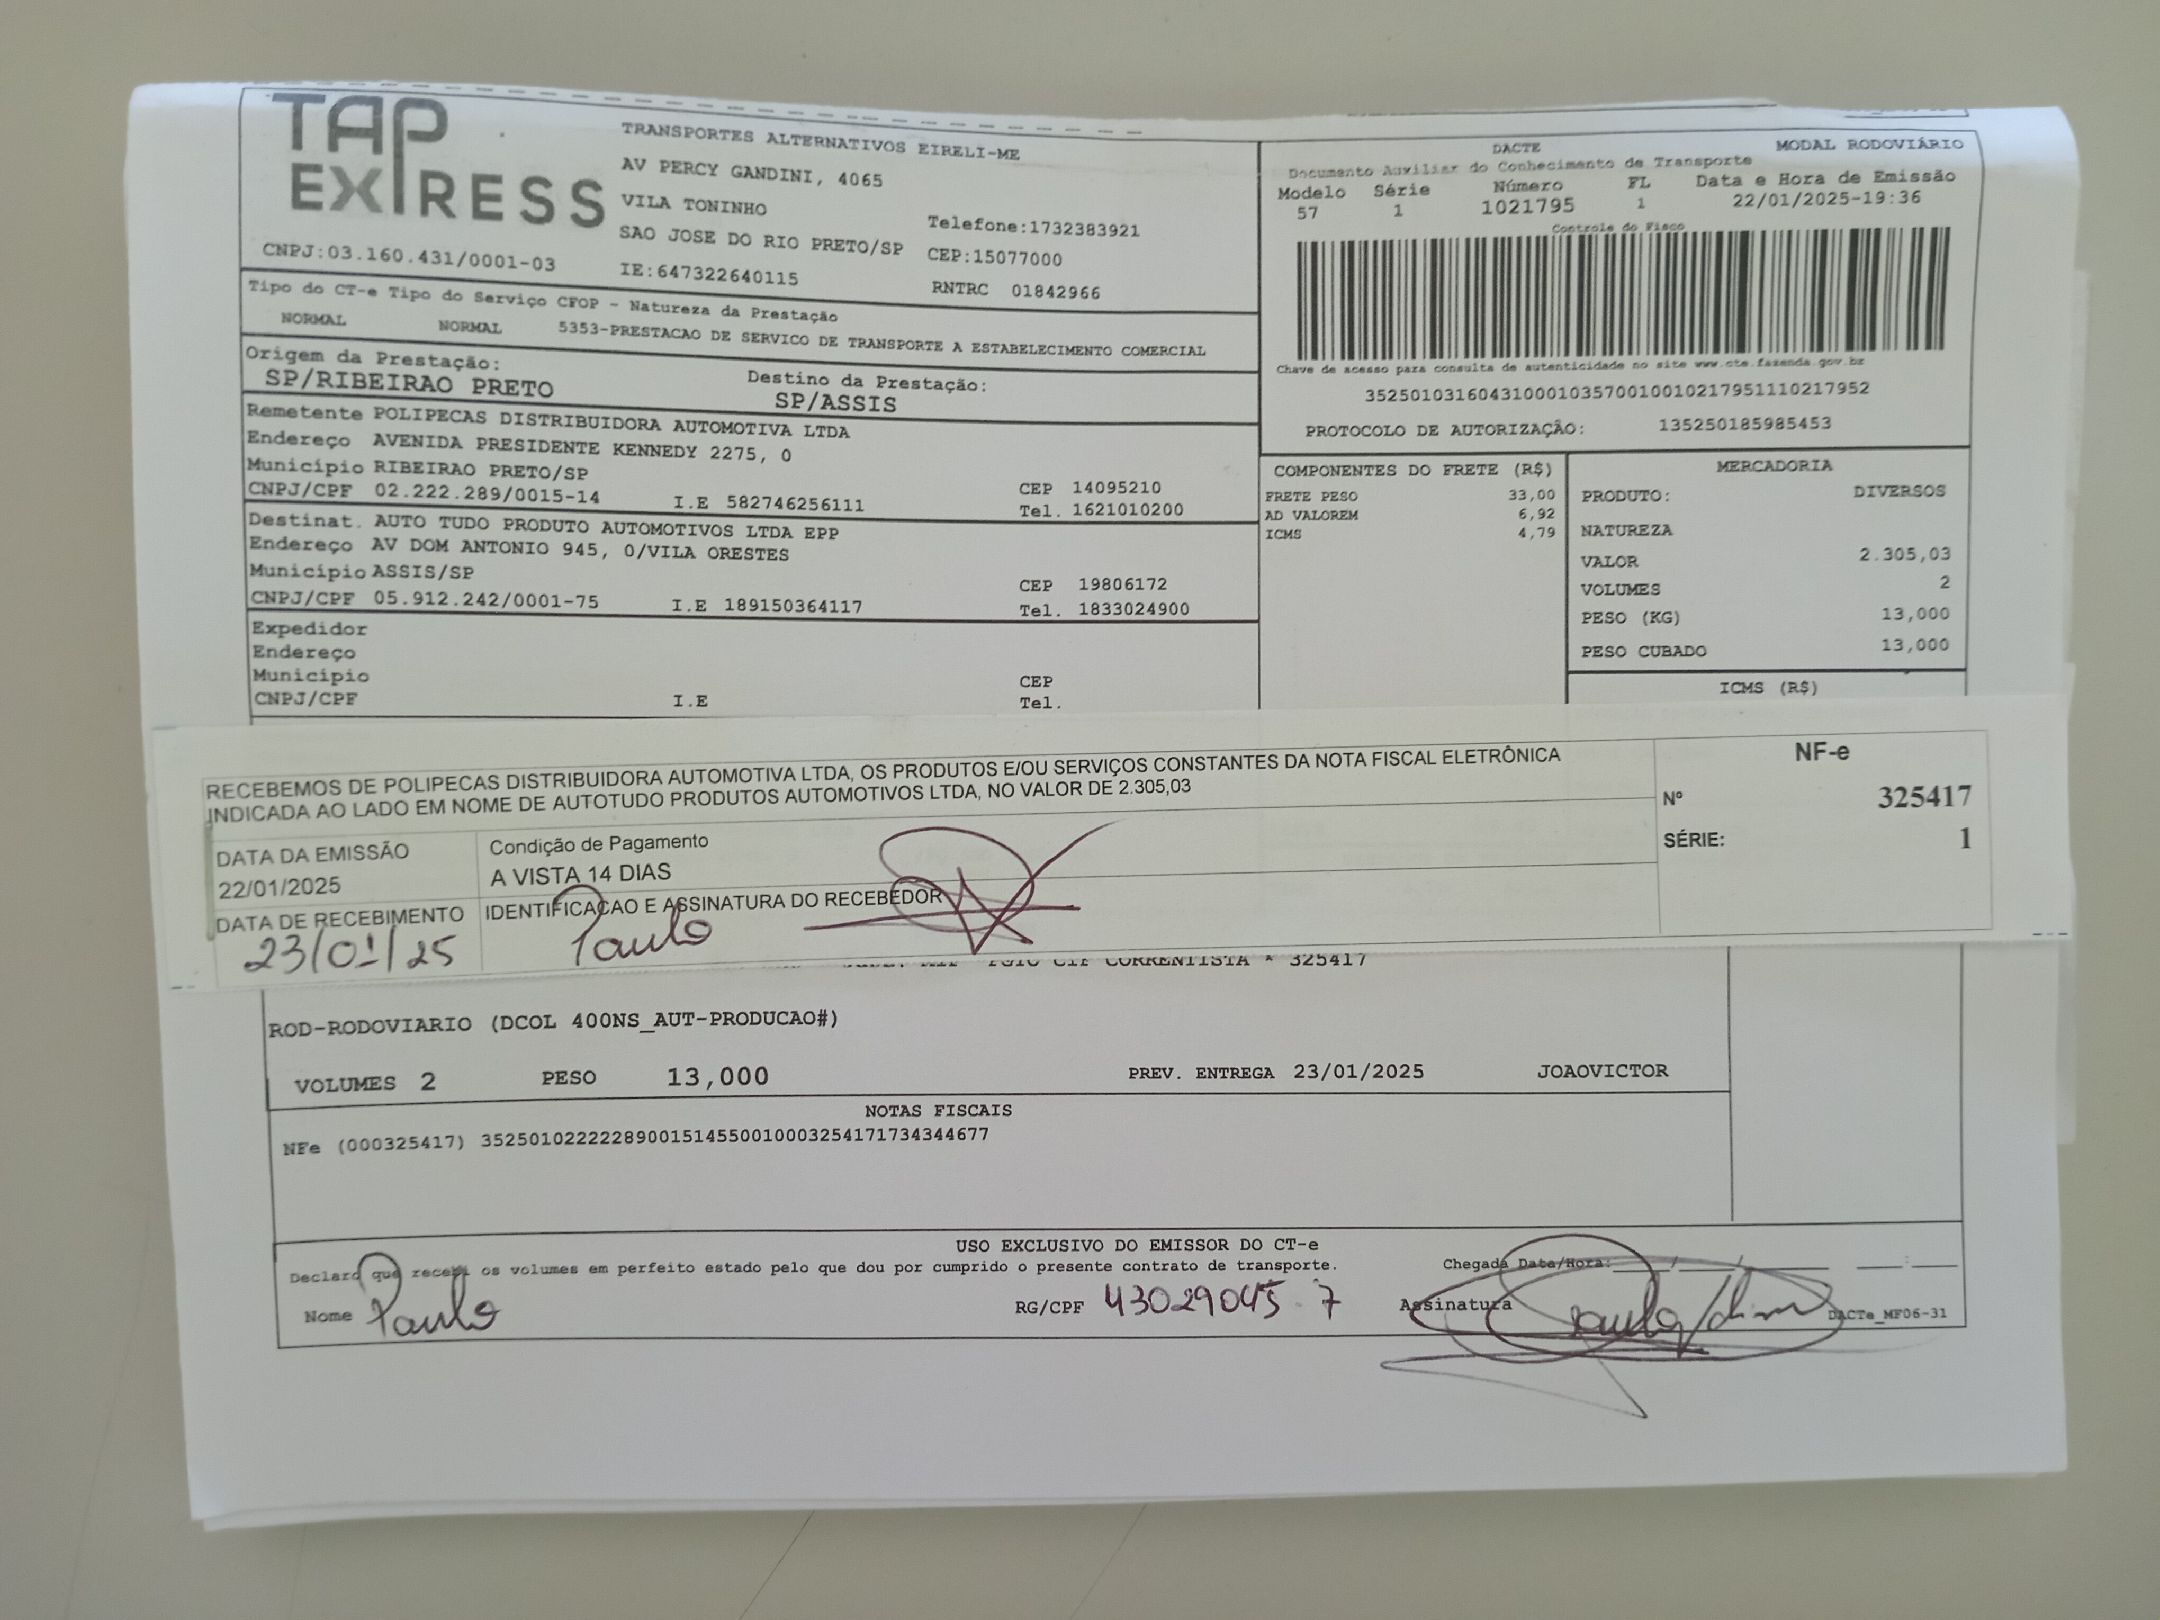 TAP EXPRESS
CNPJ:03.160.431/0001-03
TRANSPORTES ALTERNATIVOS EIRELI-ME
AV PERCY GANDINI, 4065
VILA TONINHO
SAO JOSE DO RIO PRETO/SP
IE:647322640115
Telefone:1732383921
CEP:15077000
RNTRC 01842966
DACTE MODAL RODOVIÁRIO
Documento Auxiliar do Conhecimento de Transporte
Modelo Série Número FL Data e Hora de Emissão
57 1 1021795 1 22/01/2025-19:36
Controle do Fisco
Chave de acesso para consulta de autenticidade no site www.cte.fazenda.gov.br
35250103160431000103570010010217951110217952
PROTOCOLO DE AUTORIZAÇÃO: 135250185985453
Tipo do CT-e Tipo do Serviço CFOP - Natureza da Prestação
NORMAL NORMAL 5353-PRESTACAO DE SERVICO DE TRANSPORTE A ESTABELECIMENTO COMERCIAL
Origem da Prestação: Destino da Prestação:
SP/RIBEIRAO PRETO SP/ASSIS
Remetente POLIPECAS DISTRIBUIDORA AUTOMOTIVA LTDA
Endereço AVENIDA PRESIDENTE KENNEDY 2275, 0
Município RIBEIRAO PRETO/SP CEP 14095210
CNPJ/CPF 02.222.289/0015-14 I.E 582746256111 Tel. 1621010200
Destinat. AUTO TUDO PRODUTO AUTOMOTIVOS LTDA EPP
Endereço AV DOM ANTONIO 945, 0/VILA ORESTES
Município ASSIS/SP CEP 19806172
CNPJ/CPF 05.912.242/0001-75 I.E 189150364117 Tel. 1833024900
Expedidor
Endereço
Município CEP
CNPJ/CPF I.E Tel.
COMPONENTES DO FRETE (R$)
FRETE PESO 33,00
AD VALOREM 6,92
ICMS 4,79
MERCADORIA
PRODUTO: DIVERSOS
NATUREZA
VALOR 2.305,03
VOLUMES 2
PESO (KG) 13,000
PESO CUBADO 13,000
ICMS (R$)
RECEBEMOS DE POLIPECAS DISTRIBUIDORA AUTOMOTIVA LTDA, OS PRODUTOS E/OU SERVIÇOS CONSTANTES DA NOTA FISCAL ELETRÔNICA
INDICADA AO LADO EM NOME DE AUTOTUDO PRODUTOS AUTOMOTIVOS LTDA, NO VALOR DE 2.305,03
NF-e
Nº 325417
SÉRIE: 1
DATA DA EMISSÃO
22/01/2025
Condição de Pagamento
A VISTA 14 DIAS
DATA DE RECEBIMENTO
23/01/25
IDENTIFICACAO E ASSINATURA DO RECEBEDOR
Paulo
CIF CORRENTISTA * 325417
ROD-RODOVIARIO (DCOL 400NS_AUT-PRODUCAO#)
VOLUMES 2 PESO 13,000 PREV. ENTREGA 23/01/2025 JOAOVICTOR
NOTAS FISCAIS
NFe (000325417) 35250102222289001514550010003254171734344677
USO EXCLUSIVO DO EMISSOR DO CT-e
Declaro que recebi os volumes em perfeito estado pelo que dou por cumprido o presente contrato de transporte. Chegada Data/Hora: ____/____/______ ____:____
Nome Paulo RG/CPF 43029045-7 Assinatura DACTe_MF06-31